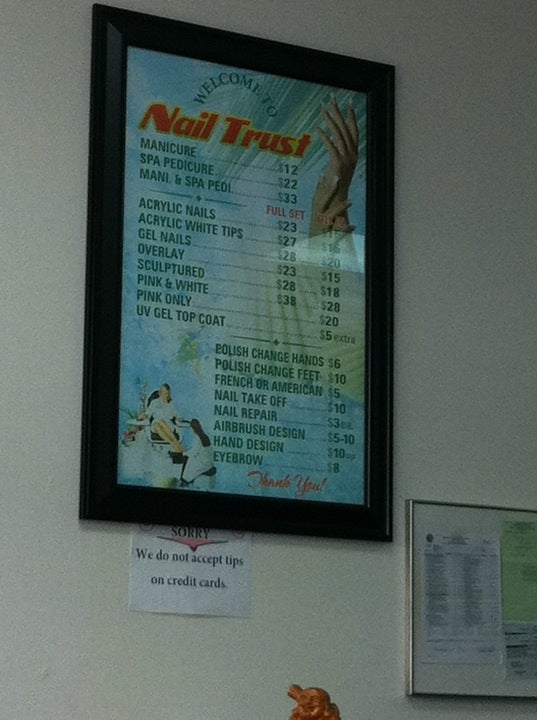 WELCOME TO
Nail Trust
MANICURE $12
SPA PEDICURE $22
MANI. & SPA PEDI. $33
FULL SET
ACRYLIC NAILS $23
ACRYLIC WHITE TIPS $27
GEL NAILS $28 $20
OVERLAY $23 $15
SCULPTURED $28 $18
PINK & WHITE $38 $28
PINK ONLY $20
UV GEL TOP COAT $5 extra
POLISH CHANGE HANDS $6
POLISH CHANGE FEET $10
FRENCH OR AMERICAN $5
NAIL TAKE OFF $10
NAIL REPAIR $3 ea.
AIRBRUSH DESIGN $5-10
HAND DESIGN $10 up
EYEBROW $8
Thank You!
SORRY
We do not accept tips
on credit cards.